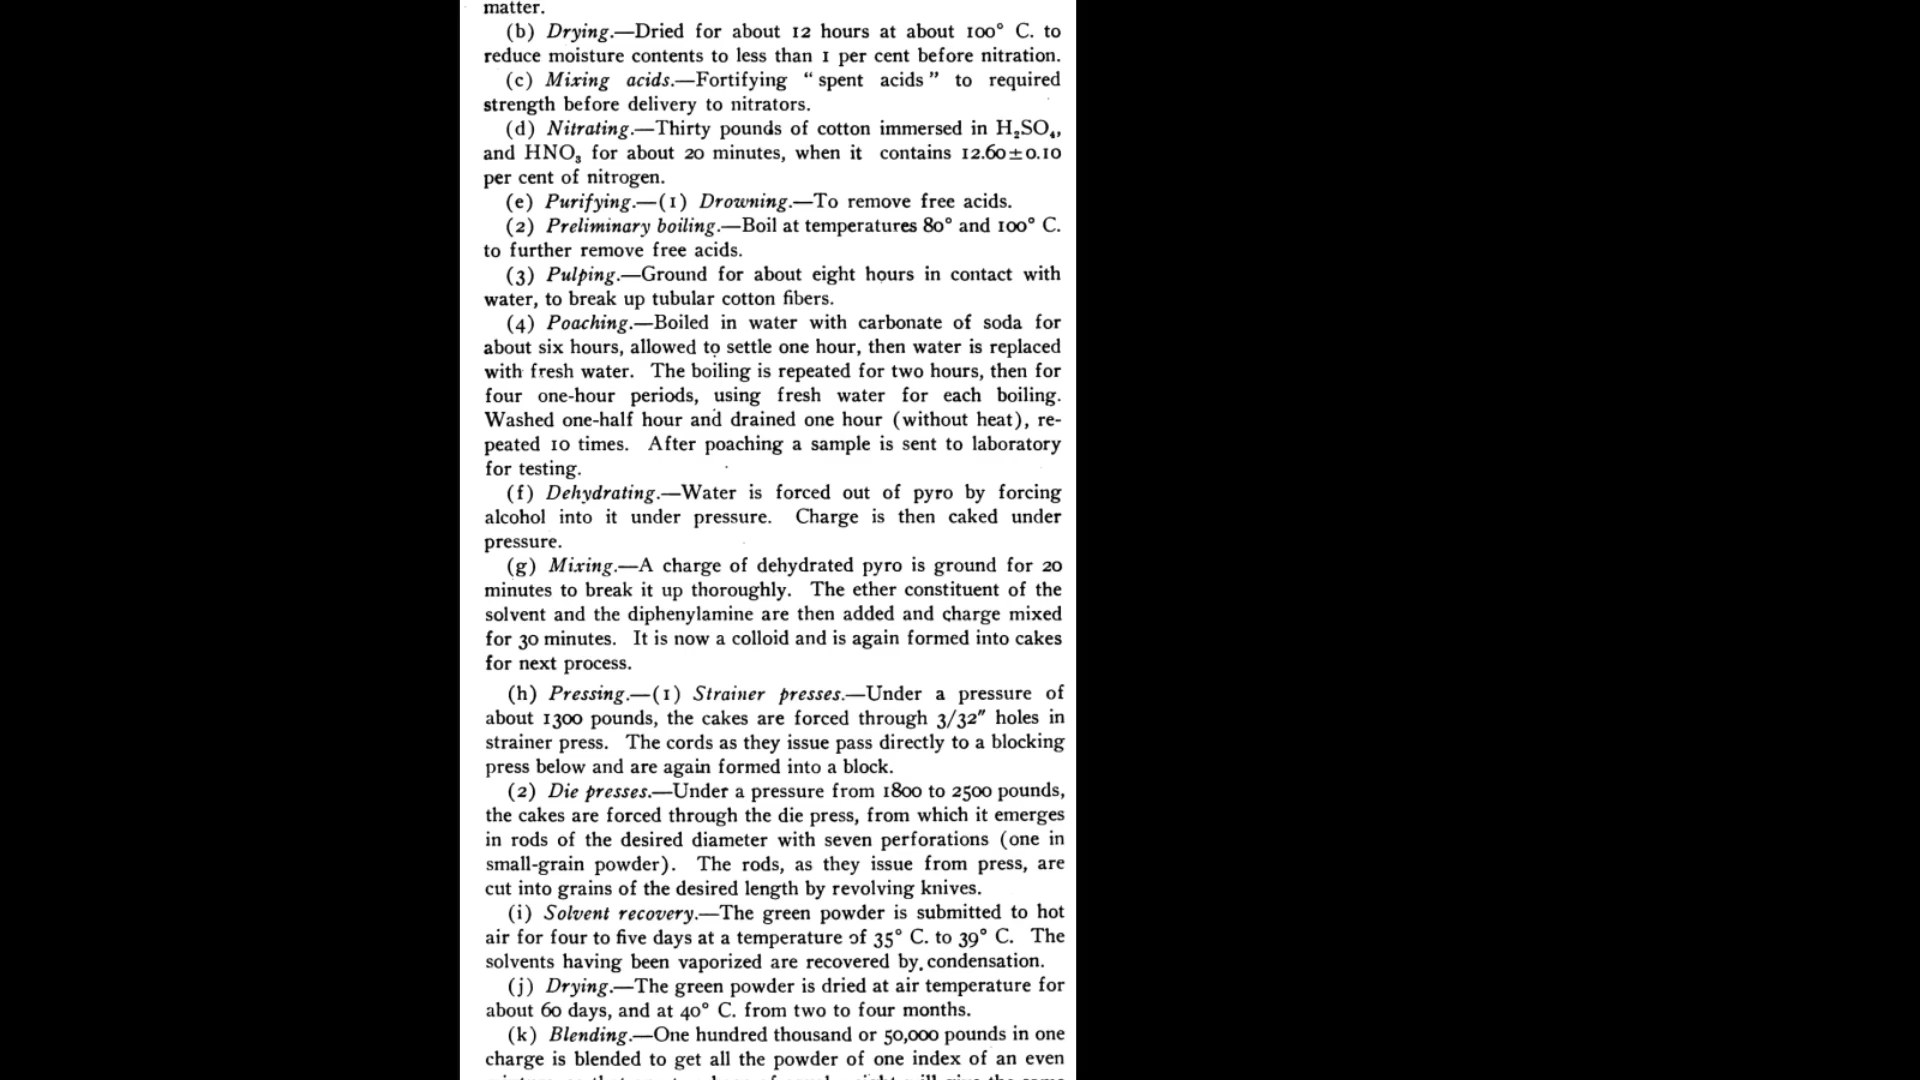 matter.
(b) Drying.—Dried for about 12 hours at about 100° C. to
reduce moisture contents to less than 1 per cent before nitration.
(c) Mixing acids.—Fortifying “spent acids” to required
strength before delivery to nitrators.
(d) Nitrating.—Thirty pounds of cotton immersed in H₂SO₄,
and HNO₃ for about 20 minutes, when it contains 12.60±0.10
per cent of nitrogen.
(e) Purifying.—(1) Drowning.—To remove free acids.
(2) Preliminary boiling.—Boil at temperatures 80° and 100° C.
to further remove free acids.
(3) Pulping.—Ground for about eight hours in contact with
water, to break up tubular cotton fibers.
(4) Poaching.—Boiled in water with carbonate of soda for
about six hours, allowed to settle one hour, then water is replaced
with fresh water. The boiling is repeated for two hours, then for
four one-hour periods, using fresh water for each boiling.
Washed one-half hour and drained one hour (without heat), re-
peated 10 times. After poaching a sample is sent to laboratory
for testing.
(f) Dehydrating.—Water is forced out of pyro by forcing
alcohol into it under pressure. Charge is then caked under
pressure.
(g) Mixing.—A charge of dehydrated pyro is ground for 20
minutes to break it up thoroughly. The ether constituent of the
solvent and the diphenylamine are then added and charge mixed
for 30 minutes. It is now a colloid and is again formed into cakes
for next process.
(h) Pressing.—(1) Strainer presses.—Under a pressure of
about 1300 pounds, the cakes are forced through 3/32″ holes in
strainer press. The cords as they issue pass directly to a blocking
press below and are again formed into a block.
(2) Die presses.—Under a pressure from 1800 to 2500 pounds,
the cakes are forced through the die press, from which it emerges
in rods of the desired diameter with seven perforations (one in
small-grain powder). The rods, as they issue from press, are
cut into grains of the desired length by revolving knives.
(i) Solvent recovery.—The green powder is submitted to hot
air for four to five days at a temperature of 35° C. to 39° C. The
solvents having been vaporized are recovered by condensation.
(j) Drying.—The green powder is dried at air temperature for
about 60 days, and at 40° C. from two to four months.
(k) Blending.—One hundred thousand or 50,000 pounds in one
charge is blended to get all the powder of one index of an even